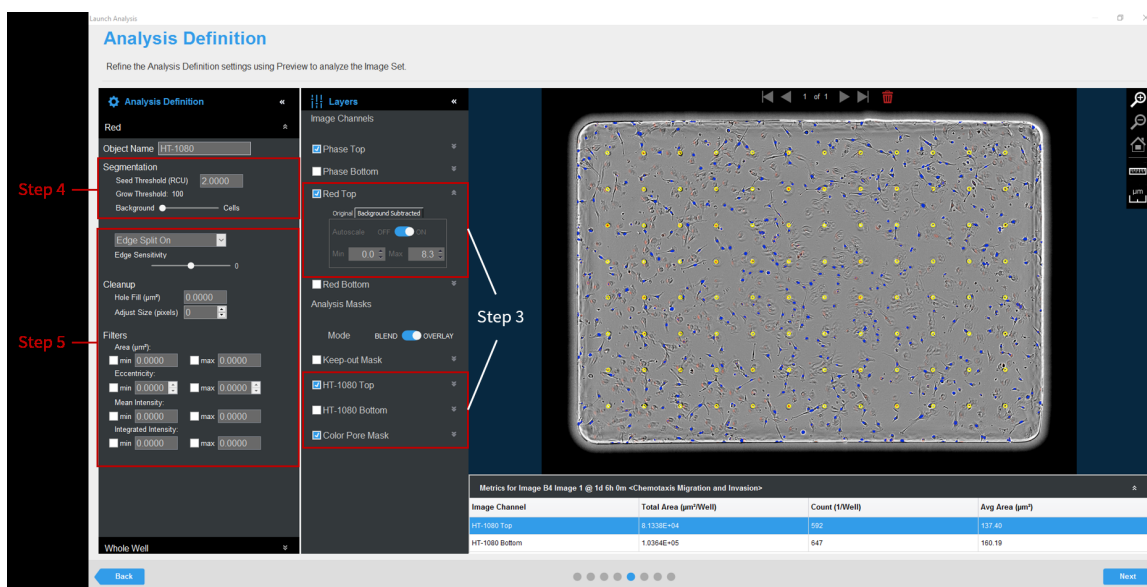 Launch Analysis
Analysis Definition
Refine the Analysis Definition settings using Preview to analyze the Image Set.
Analysis Definition «
Red
Object Name HT-1080
Step 4
Segmentation
Seed Threshold (RCU) 2.0000
Grow Threshold: 100
Background Cells
Step 5
Edge Split On
Edge Sensitivity
0
Cleanup
Hole Fill (µm²) 0.0000
Adjust Size (pixels) 0
Filters
Area (µm²):
min 0.0000 max 0.0000
Eccentricity:
min 0.0000 max 0.0000
Mean Intensity:
min 0.0000 max 0.0000
Integrated Intensity:
min 0.0000 max 0.0000
Whole Well
Layers «
Image Channels
Phase Top
Phase Bottom
Red Top
Original Background Subtracted
Autoscale OFF ON
Min 0.0 Max 8.3
Red Bottom
Analysis Masks
Mode BLEND OVERLAY
Keep-out Mask
HT-1080 Top
HT-1080 Bottom
Color Pore Mask
Step 3
1 of 1
µm
Metrics for Image B4 Image 1 @ 1d 6h 0m <Chemotaxis Migration and Invasion>
Image Channel Total Area (µm²/Well) Count (1/Well) Avg Area (µm²)
HT-1080 Top 8.1338E+04 592 137.40
HT-1080 Bottom 1.0364E+05 647 160.19
Back
Next